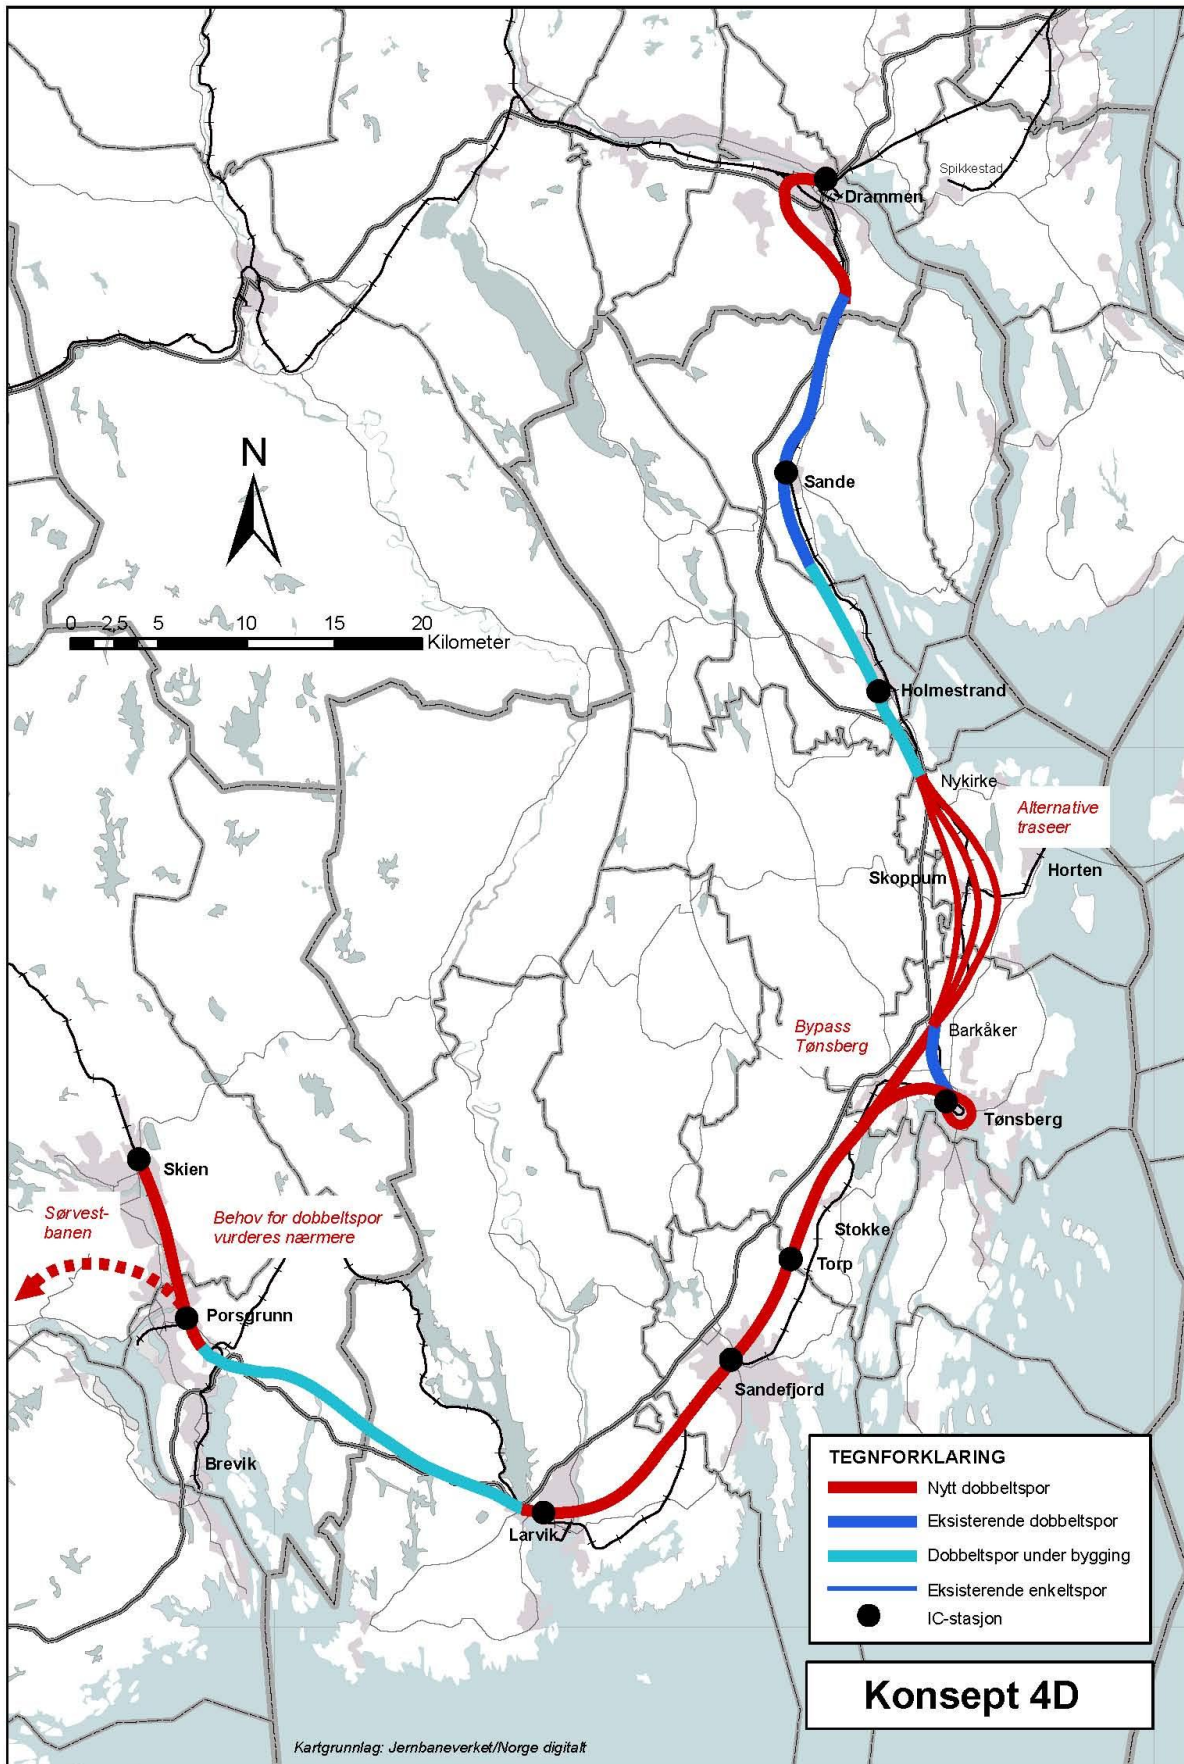 Spikkestad
Drammen
N
Sande
0 2,5 5 10 15 20
Kilometer
Holmestrand
Nykirke
Alternative
traseer
Skoppum
Horten
Bypass
Tønsberg
Barkåker
Tønsberg
Skien
Sørvest-
banen
Behov for dobbeltspor
vurderes nærmere
Stokke
Torp
Porsgrunn
Sandefjord
Brevik
Larvik
TEGNFORKLARING
Nytt dobbeltspor
Eksisterende dobbeltspor
Dobbeltspor under bygging
Eksisterende enkeltspor
IC-stasjon
Konsept 4D
Kartgrunnlag: Jernbaneverket/Norge digitalt